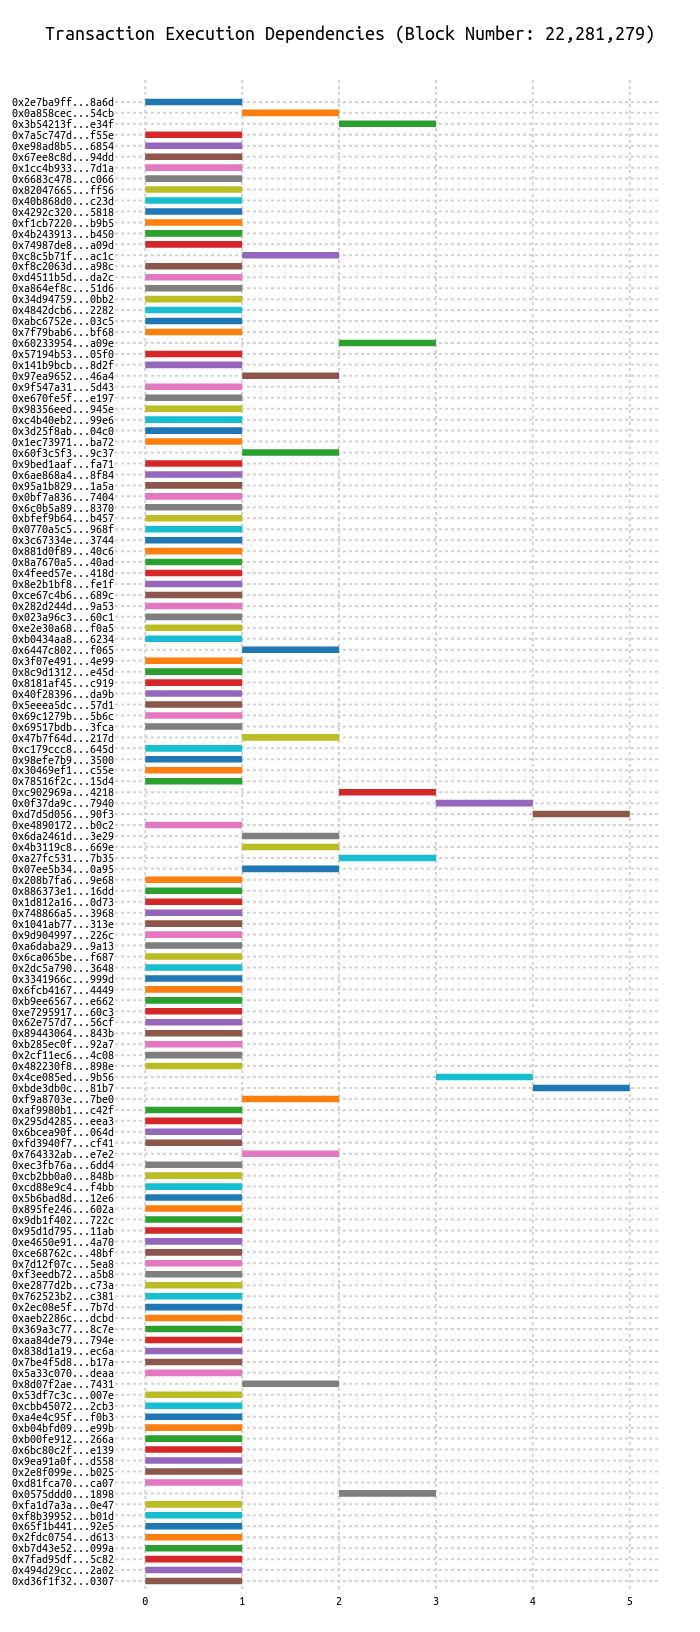 Transaction Execution Dependencies (Block Number: 22,281,279)
0x2e7ba9ff...8a6d
0x0a858cec...54cb
0x3b54213f...e34f
0x7a5c747d...f55e
0xe98ad8b5...6854
0x67ee8c8d...94dd
0x1cc4b933...7d1a
0x6683c478...c066
0x82047665...ff56
0x40b868d0...c23d
0x4292c320...5818
0xf1cb7220...b9b5
0x4b243913...b450
0x74987de8...a09d
0xc8c5b71f...ac1c
0xf8c2063d...a98c
0xd4511b5d...da2c
0xa864ef8c...51d6
0x34d94759...0bb2
0x4842dcb6...2282
0xabc6752e...03c5
0x7f79bab6...bf68
0x60233954...a09e
0x57194b53...05f0
0x141b9bcb...8d2f
0x97ea9652...46a4
0x9f547a31...5d43
0xe670fe5f...e197
0x98356eed...945e
0xc4b40eb2...99e6
0x3d25f8ab...04c0
0x1ec73971...ba72
0x60f3c5f3...9c37
0x9bed1aaf...fa71
0x6ae868a4...8f84
0x95a1b829...1a5a
0x0bf7a836...7404
0x6c0b5a89...8370
0xbfef9b64...b457
0x0770a5c5...968f
0x3c67334e...3744
0x881d0f89...40c6
0x8a7670a5...40ad
0x4feed57e...418d
0x8e2b1bf8...fe1f
0xce67c4b6...689c
0x282d244d...9a53
0x023a96c3...60c1
0xe2e30a68...f0a5
0xb0434aa8...6234
0x6447c802...f065
0x3f07e491...4e99
0x8c9d1312...e45d
0x8181af45...c919
0x40f28396...da9b
0x5eeea5dc...57d1
0x69c1279b...5b6c
0x69517bdb...3fca
0x47b7f64d...217d
0xc179ccc8...645d
0x98efe7b9...3500
0x30469ef1...c55e
0x78516f2c...15d4
0xc902969a...4218
0x0f37da9c...7940
0xd7d5d056...90f3
0xe4890172...b0c2
0x6da2461d...3e29
0x4b3119c8...669e
0xa27fc531...7b35
0x07ee5b34...0a95
0x208b7fa6...9e68
0x886373e1...16dd
0x1d812a16...0d73
0x748866a5...3968
0x1041ab77...313e
0x9d904997...226c
0xa6daba29...9a13
0x6ca065be...f687
0x2dc5a790...3648
0x3341966c...999d
0x6fcb4167...4449
0xb9ee6567...e662
0xe7295917...60c3
0x62e757d7...56cf
0x89443064...843b
0xb285ec0f...92a7
0x2cf11ec6...4c08
0x482230f8...898e
0x4ce085ed...9b56
0xbde3db0c...81b7
0xf9a8703e...7be0
0xaf9980b1...c42f
0x295d4285...eea3
0x6bcea90f...064d
0xfd3940f7...cf41
0x764332ab...e7e2
0xec3fb76a...6dd4
0xcb2bb0a0...848b
0xcd88e9c4...f4bb
0x5b6bad8d...12e6
0x895fe246...602a
0x9db1f402...722c
0x95d1d795...11ab
0xe4650e91...4a70
0xce68762c...48bf
0x7d12f07c...5ea8
0xf3eedb72...a5b8
0xe2877d2b...c73a
0x762523b2...c381
0x2ec08e5f...7b7d
0xaeb2286c...dcbd
0x369a3c77...8c7e
0xaa84de79...794e
0x838d1a19...ec6a
0x7be4f5d8...b17a
0x5a33c070...deaa
0x8d07f2ae...7431
0x53df7c3c...007e
0xcbb45072...2cb3
0xa4e4c95f...f0b3
0xb04bfd09...e99b
0xb00fe912...266a
0x6bc80c2f...e139
0x9ea91a0f...d558
0x2e8f099e...b025
0xd81fca70...ca07
0x0575ddd0...1898
0xfa1d7a3a...0e47
0xf8b39952...b01d
0x65f1b441...92e5
0x2fdc0754...d613
0xb7d43e52...099a
0x7fad95df...5c82
0x494d29cc...2a02
0xd36f1f32...0307
0 1 2 3 4 5